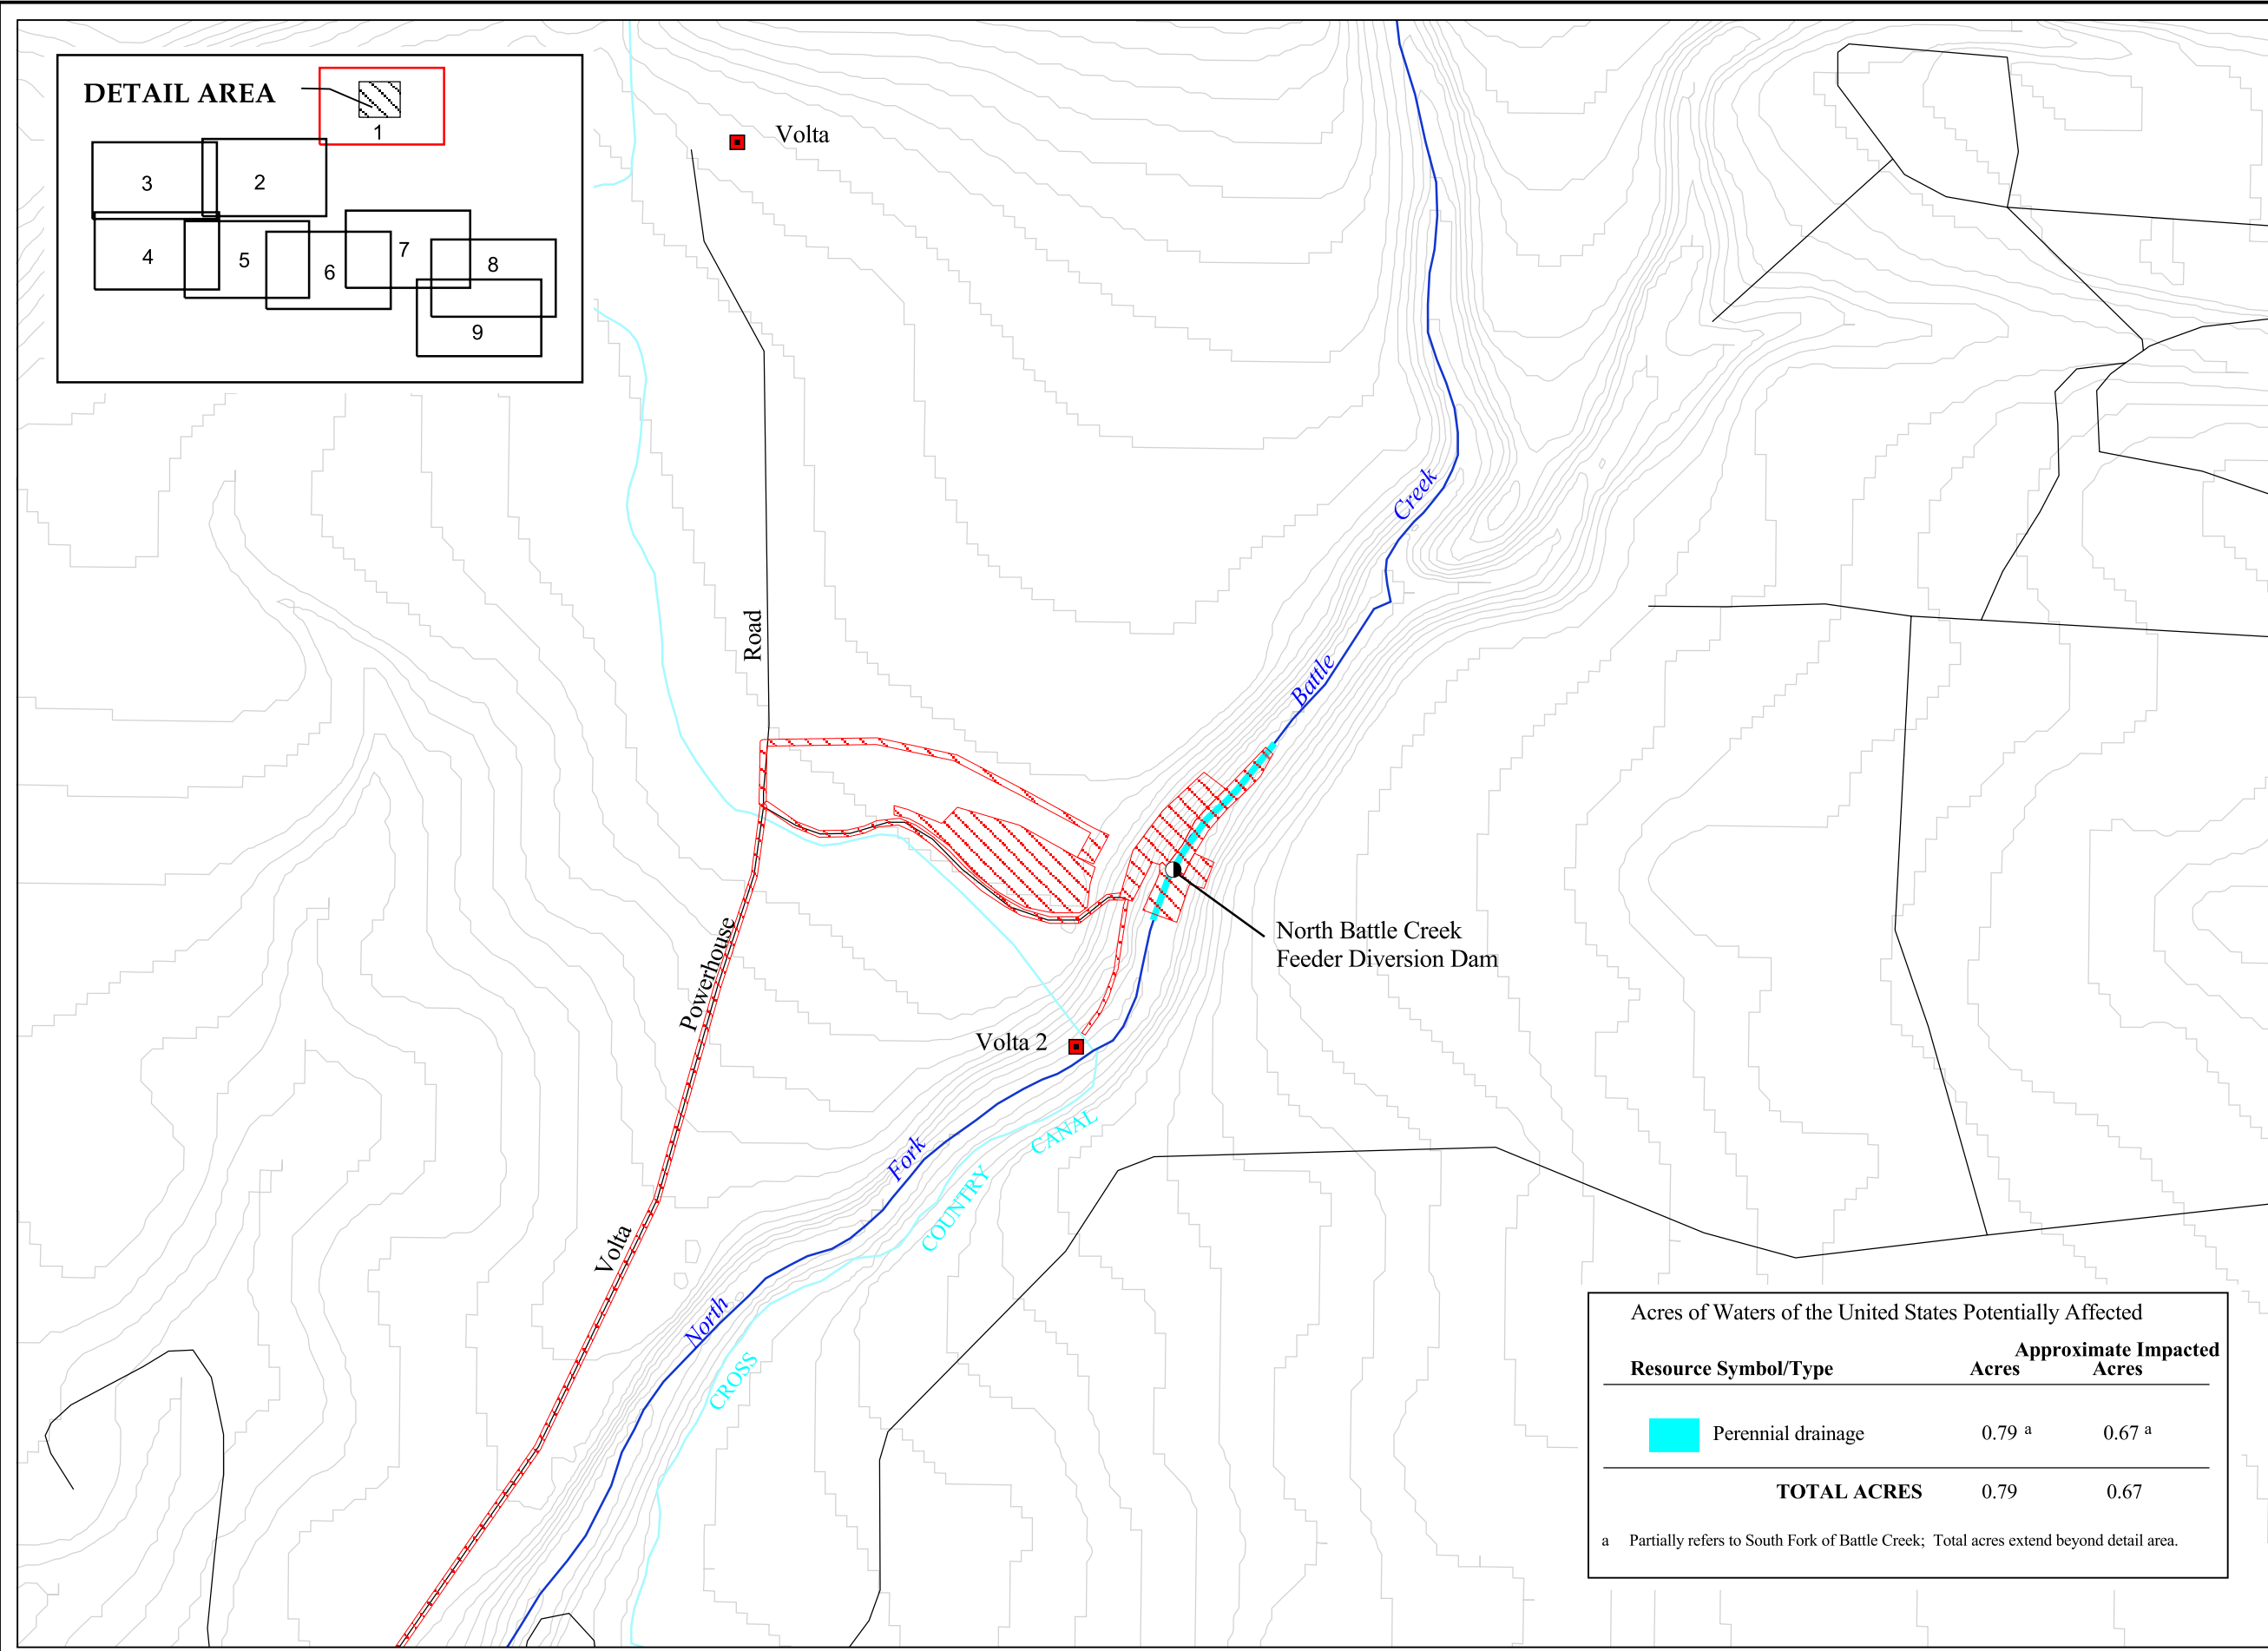 DETAIL AREA
1
3
2
4
5
6
7
8
9
Volta
Creek
Road
Battle
North Battle Creek
Feeder Diversion Dam
Powerhouse
Volta 2
CANAL
Fork
COUNTRY
Volta
North
CROSS
Acres of Waters of the United States Potentially Affected
Approximate Impacted
Resource Symbol/Type Acres Acres
Perennial drainage 0.79 a 0.67 a
TOTAL ACRES 0.79 0.67
a Partially refers to South Fork of Battle Creek; Total acres extend beyond detail area.